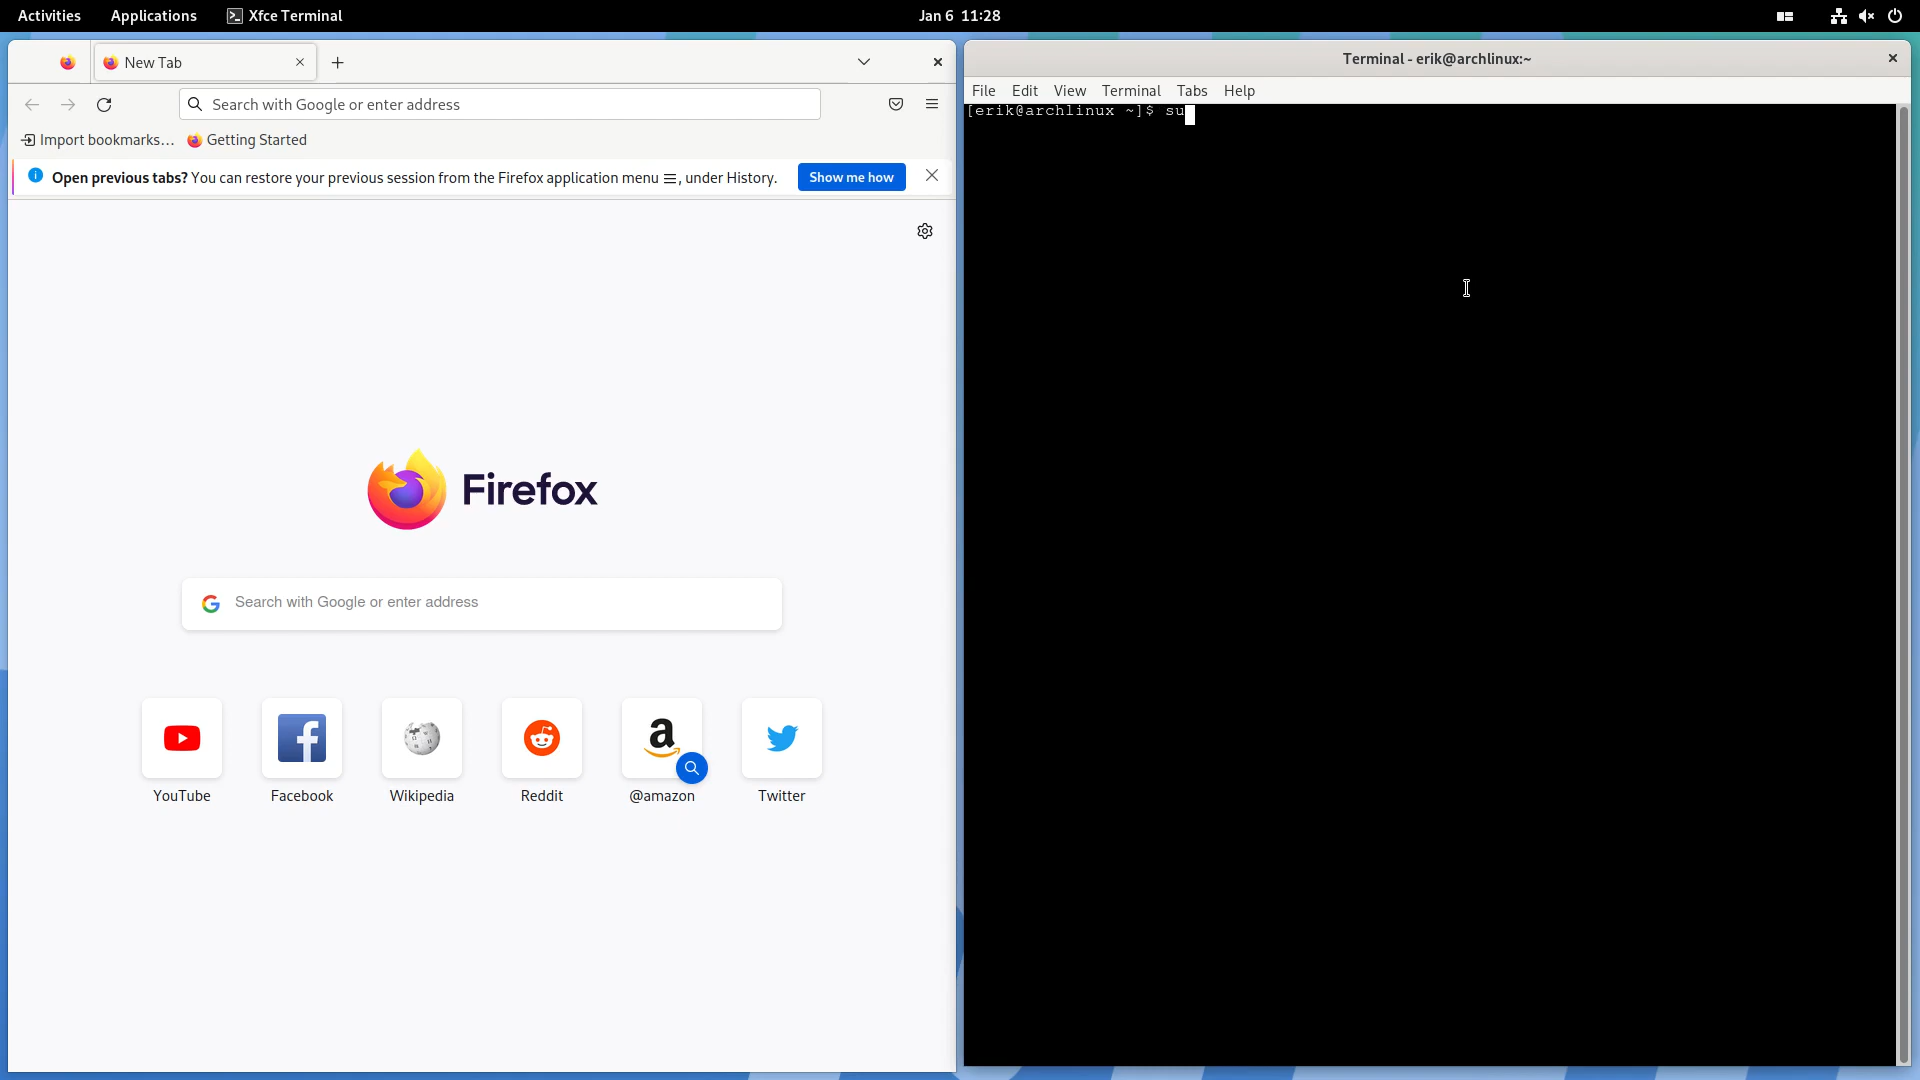 Activities Applications Xfce Terminal Jan 6 11:28
New Tab
Search with Google or enter address
Import bookmarks... Getting Started
Open previous tabs? You can restore your previous session from the Firefox application menu ☰, under History. Show me how
Firefox
Search with Google or enter address
YouTube Facebook Wikipedia Reddit @amazon Twitter
Terminal - erik@archlinux:~
File Edit View Terminal Tabs Help
[erik@archlinux ~]$ su